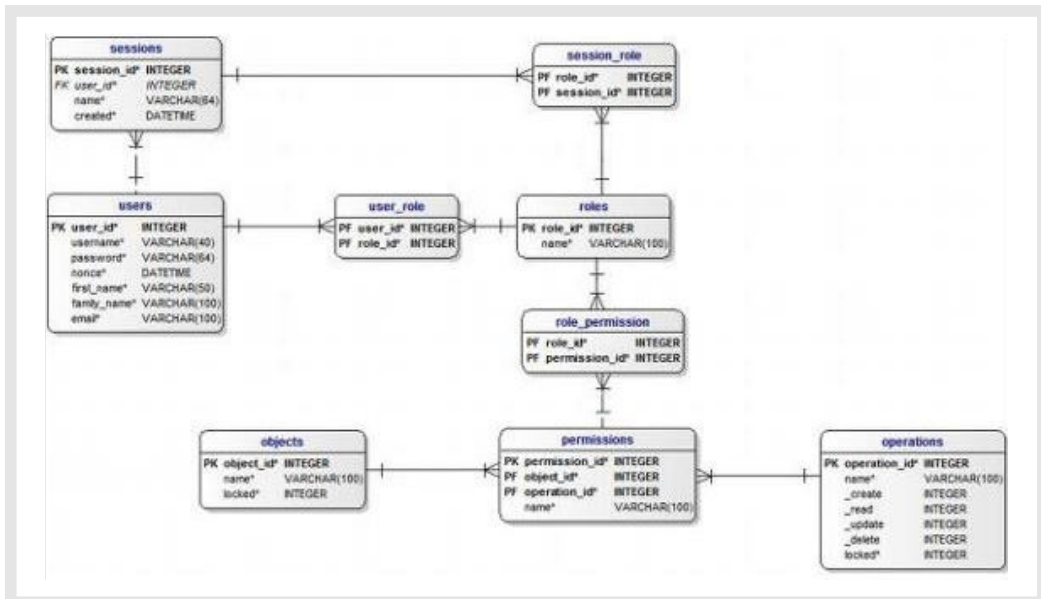 sessions
PK session_id* INTEGER
FK user_id* INTEGER
name* VARCHAR(64)
created* DATETIME
session_role
PF role_id* INTEGER
PF session_id* INTEGER
users
PK user_id* INTEGER
username* VARCHAR(40)
password* VARCHAR(64)
nonce* DATETIME
first_name* VARCHAR(50)
family_name* VARCHAR(100)
email* VARCHAR(100)
user_role
PF user_id* INTEGER
PF role_id* INTEGER
roles
PK role_id* INTEGER
name* VARCHAR(100)
role_permission
PF role_id* INTEGER
PF permission_id* INTEGER
objects
PK object_id* INTEGER
name* VARCHAR(100)
locked* INTEGER
permissions
PK permission_id* INTEGER
PF object_id* INTEGER
PF operation_id* INTEGER
name* VARCHAR(100)
operations
PK operation_id* INTEGER
name* VARCHAR(100)
_create INTEGER
_read INTEGER
_update INTEGER
_delete INTEGER
locked* INTEGER